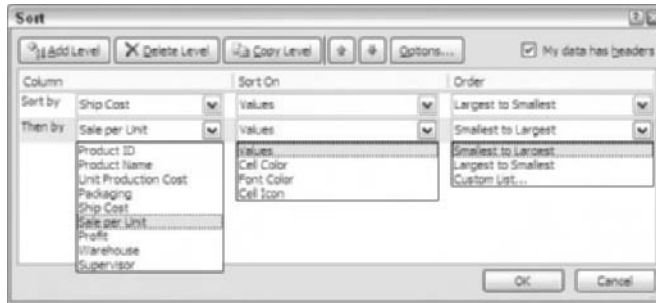 Sort
Add Level Delete Level Copy Level Options... My data has headers
Column Sort On Order
Sort by Ship Cost Values Largest to Smallest
Then by Sale per Unit Values Smallest to Largest
Product ID Values Smallest to Largest
Product Name Cell Color Largest to Smallest
Unit Production Cost Font Color Custom List...
Packaging Cell Icon
Ship Cost
Sale per Unit
Profit
Warehouse
Supervisor
OK Cancel